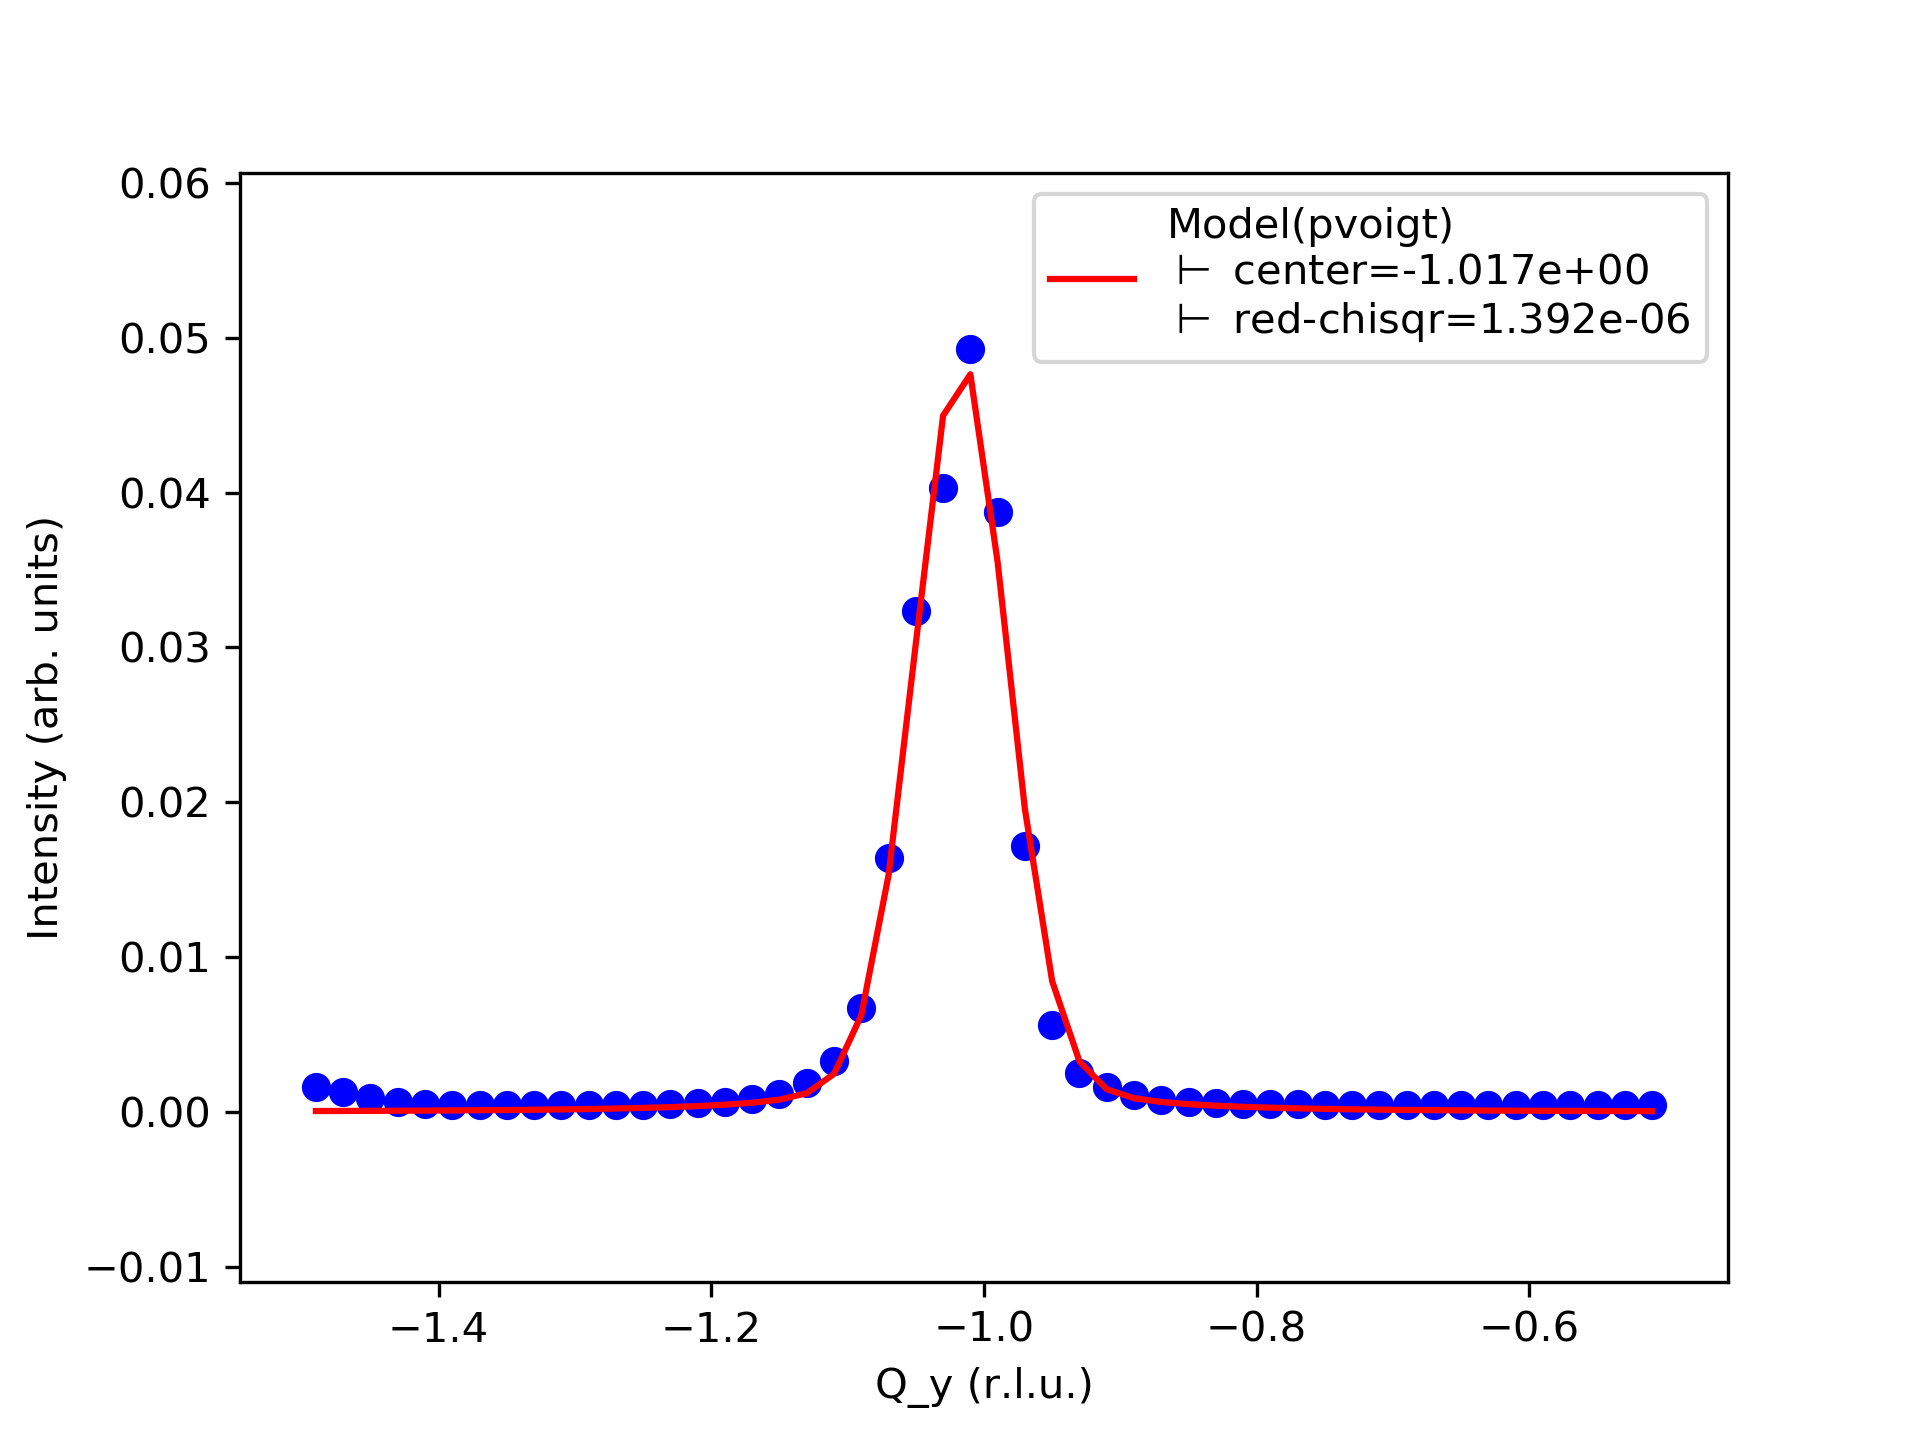 Model(pvoigt)
⊢ center=-1.017e+00
⊢ red-chisqr=1.392e-06
0.06
0.05
0.04
0.03
0.02
0.01
0.00
−0.01
Intensity (arb. units)
−1.4 −1.2 −1.0 −0.8 −0.6
Q_y (r.l.u.)